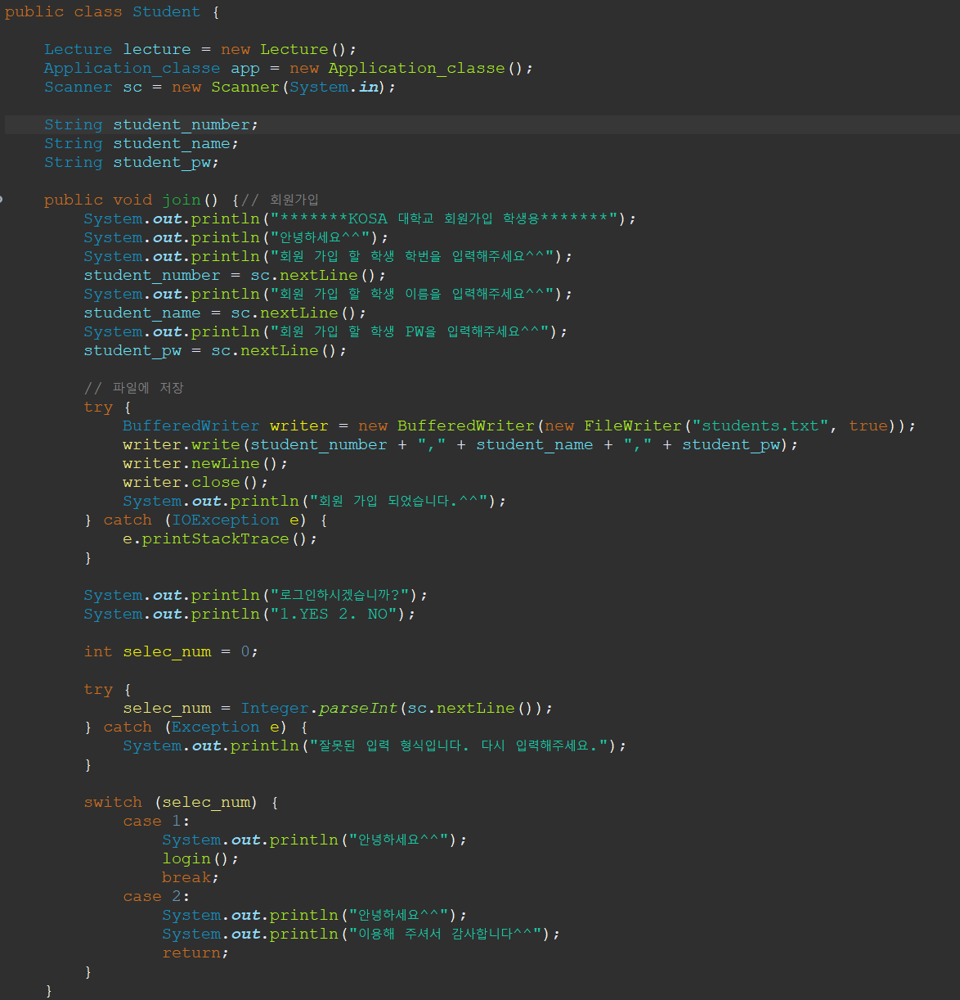 public class Student {
Lecture lecture = new Lecture();
Application_classe app = new Application_classe();
Scanner sc = new Scanner(System.in);
String student_number;
String student_name;
String student_pw;
public void join() {// 회원가입
System.out.println("*******KOSA 대학교 회원가입 학생용*******");
System.out.println("안녕하세요^^");
System.out.println("회원 가입 할 학생 학번을 입력해주세요^^");
student_number = sc.nextLine();
System.out.println("회원 가입 할 학생 이름을 입력해주세요^^");
student_name = sc.nextLine();
System.out.println("회원 가입 할 학생 PW을 입력해주세요^^");
student_pw = sc.nextLine();
// 파일에 저장
try {
BufferedWriter writer = new BufferedWriter(new FileWriter("students.txt", true));
writer.write(student_number + "," + student_name + "," + student_pw);
writer.newLine();
writer.close();
System.out.println("회원 가입 되었습니다.^^");
} catch (IOException e) {
e.printStackTrace();
}
System.out.println("로그인하시겠습니까?");
System.out.println("1.YES 2. NO");
int selec_num = 0;
try {
selec_num = Integer.parseInt(sc.nextLine());
} catch (Exception e) {
System.out.println("잘못된 입력 형식입니다. 다시 입력해주세요.");
}
switch (selec_num) {
case 1:
System.out.println("안녕하세요^^");
login();
break;
case 2:
System.out.println("안녕하세요^^");
System.out.println("이용해 주셔서 감사합니다^^");
return;
}
}